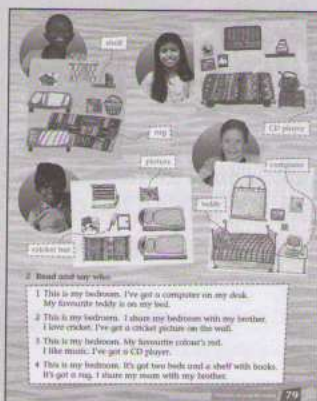 shelf
rug
CD player
picture
computer
teddy
cricket bat
2 Read and say who.
1 This is my bedroom. I've got a computer on my desk.
My favourite teddy is on my bed.
2 This is my bedroom. I share my bedroom with my brother.
I love cricket. I've got a cricket picture on the wall.
3 This is my bedroom. My favourite colour's red.
I like music. I've got a CD player.
4 This is my bedroom. It's got two beds and a shelf with books.
It's got a rug. I share my room with my brother.
79